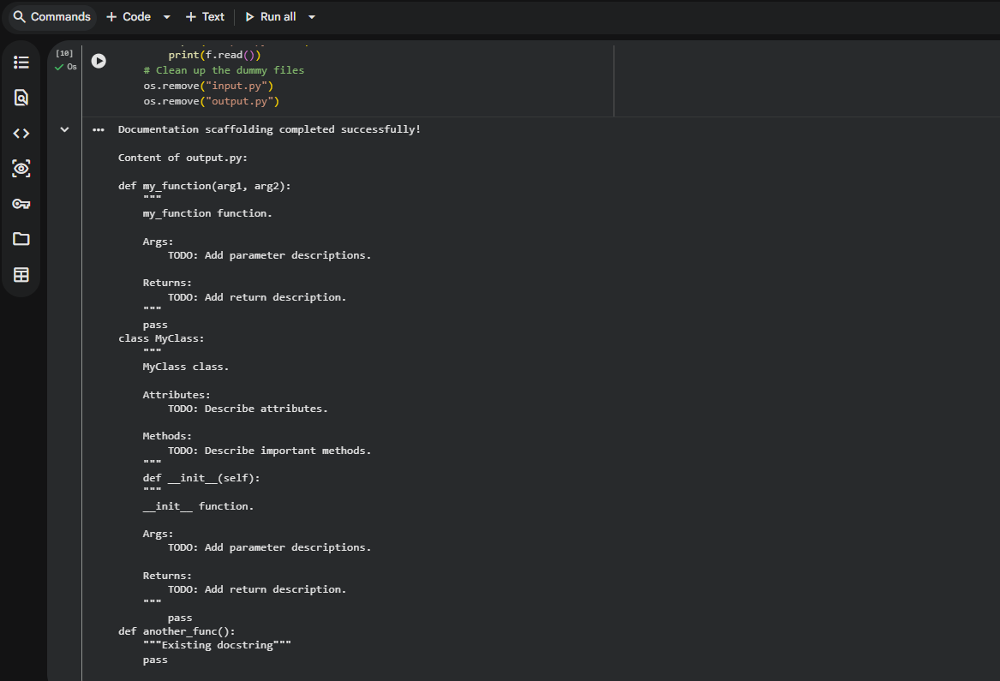 Commands + Code + Text Run all
[10]
0s
print(f.read())
# Clean up the dummy files
os.remove("input.py")
os.remove("output.py")
Documentation scaffolding completed successfully!
Content of output.py:
def my_function(arg1, arg2):
"""
my_function function.
Args:
TODO: Add parameter descriptions.
Returns:
TODO: Add return description.
"""
pass
class MyClass:
"""
MyClass class.
Attributes:
TODO: Describe attributes.
Methods:
TODO: Describe important methods.
"""
def __init__(self):
"""
__init__ function.
Args:
TODO: Add parameter descriptions.
Returns:
TODO: Add return description.
"""
pass
def another_func():
"""Existing docstring"""
pass